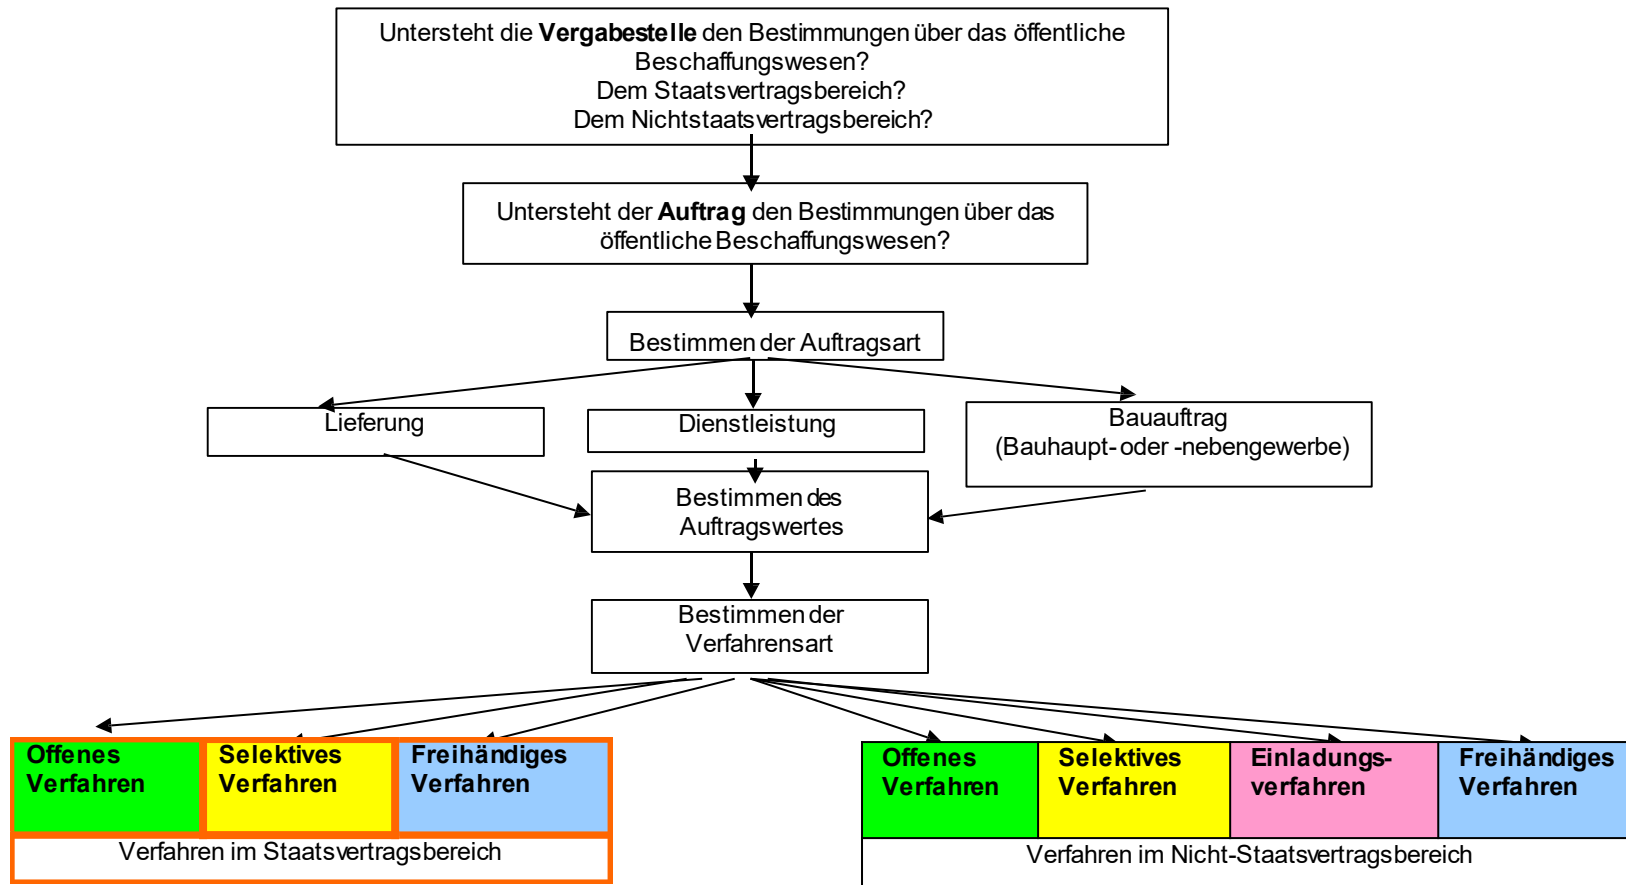 Untersteht die Vergabestelle den Bestimmungen über das öffentliche
Beschaffungswesen?
Dem Staatsvertragsbereich?
Dem Nichtstaatsvertragsbereich?
Untersteht der Auftrag den Bestimmungen über das
öffentliche Beschaffungswesen?
Bestimmen der Auftragsart
Lieferung
Dienstleistung
Bauauftrag
(Bauhaupt- oder -nebengewerbe)
Bestimmen des
Auftragswertes
Bestimmen der
Verfahrensart
Offenes
Verfahren
Selektives
Verfahren
Freihändiges
Verfahren
Verfahren im Staatsvertragsbereich
Offenes
Verfahren
Selektives
Verfahren
Einladungs-
verfahren
Freihändiges
Verfahren
Verfahren im Nicht-Staatsvertragsbereich